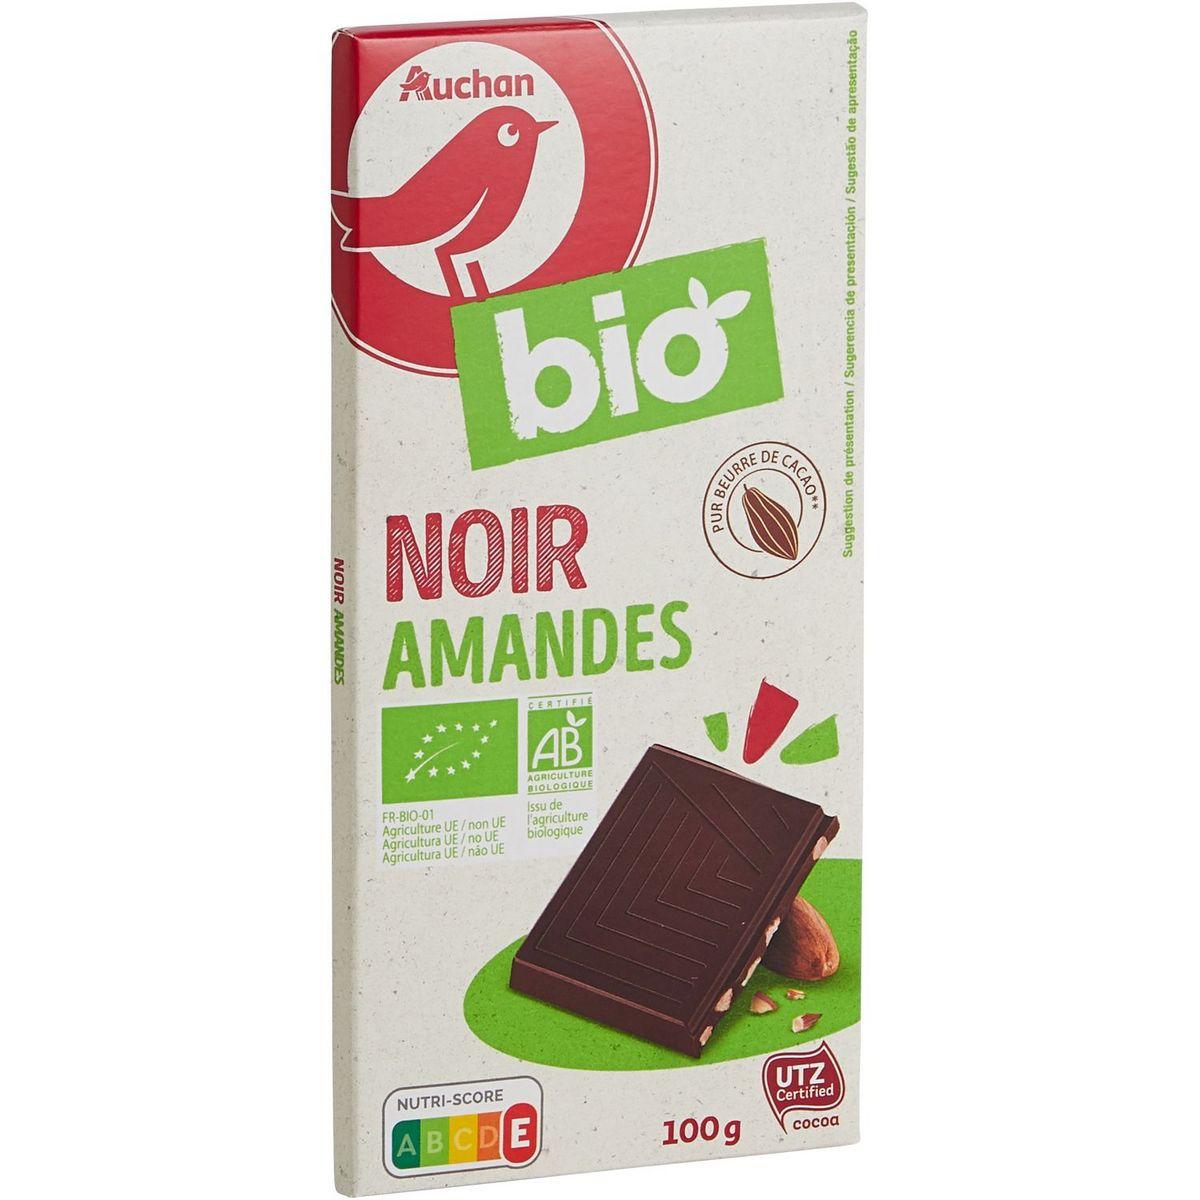 Auchan
bio
PUR BEURRE DE CACAO**
NOIR
AMANDES
NOIR AMANDES
CERTIFIÉ
AB
AGRICULTURE
BIOLOGIQUE
FR-BIO-01
Agriculture UE / non UE
Agricultura UE / no UE
Agricultura UE / não UE
Issu de
l'agriculture
biologique
Suggestion de présentation / Sugerencia de presentación / Sugestão de apresentação
NUTRI-SCORE
A B C D E
100g
UTZ
Certified
cocoa